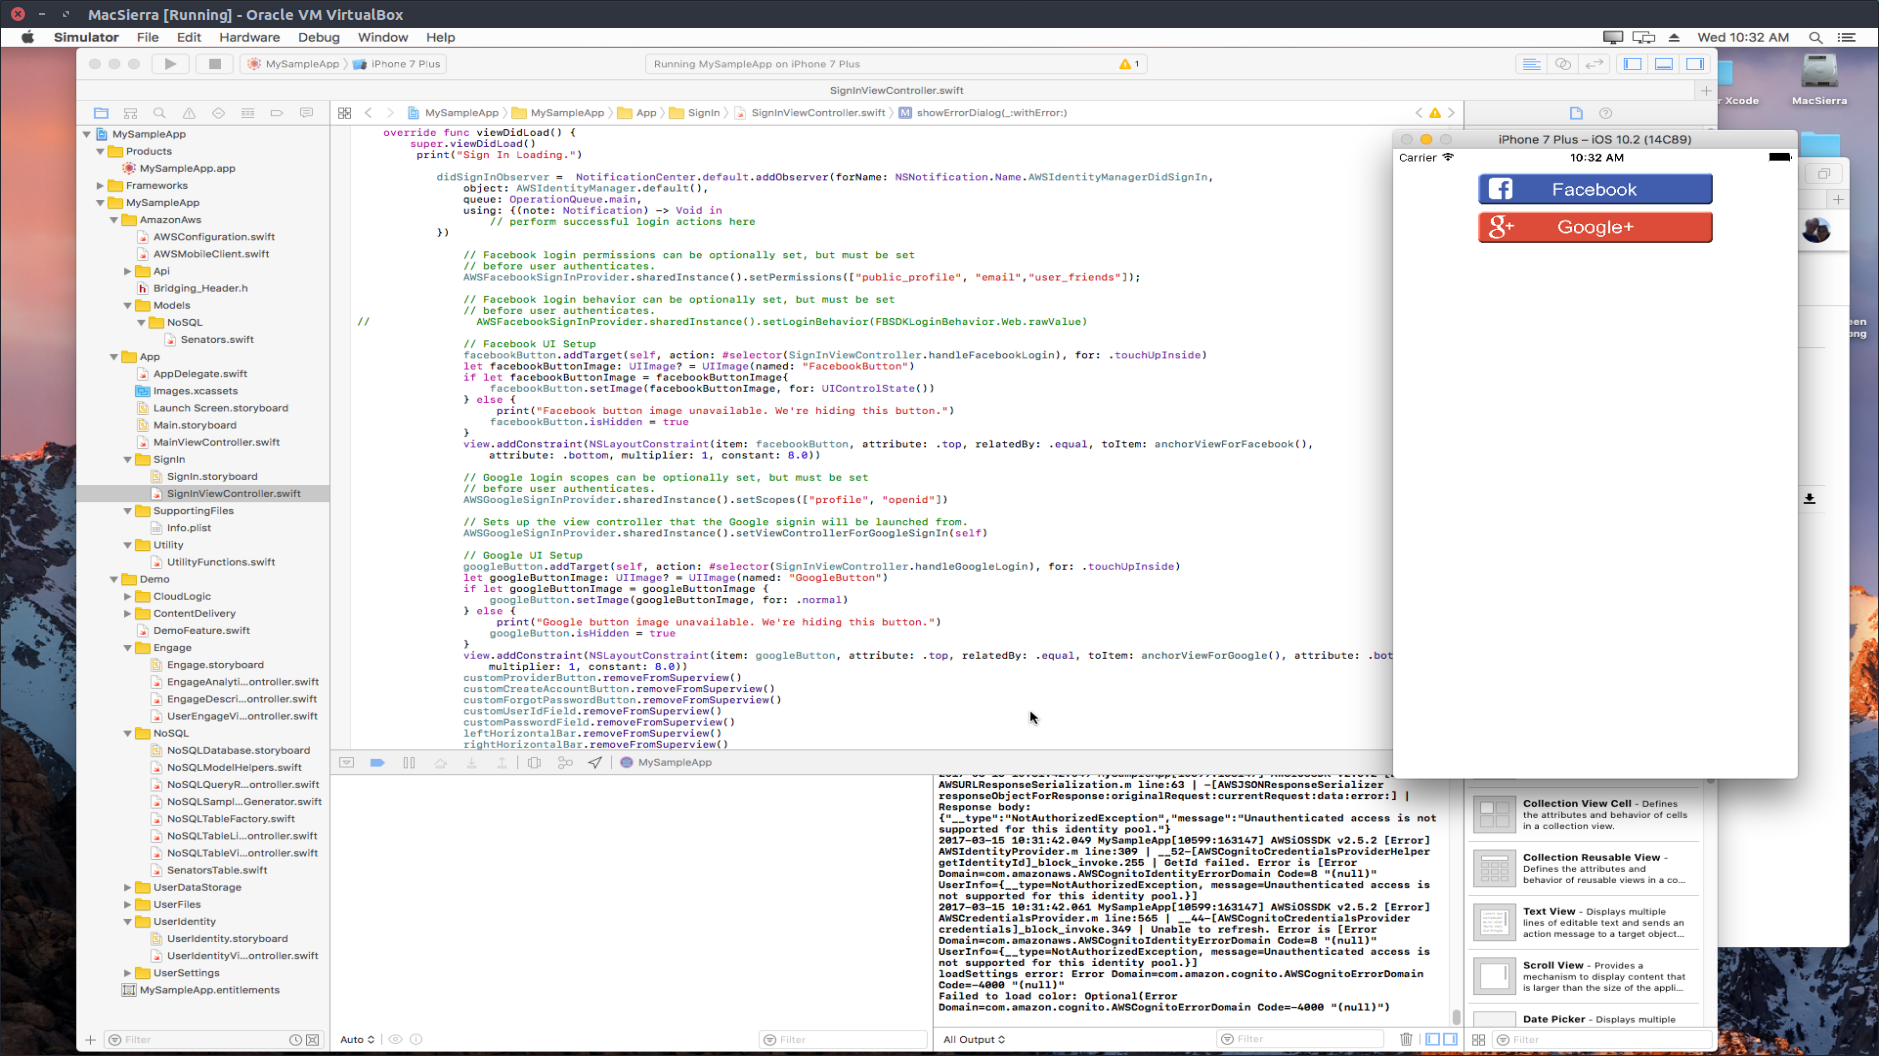 MacSierra [Running] - Oracle VM VirtualBox
Simulator File Edit Hardware Debug Window Help
Wed 10:32 AM
MySampleApp
iPhone 7 Plus
Running MySampleApp on iPhone 7 Plus
1
SignInViewController.swift
MySampleApp
MySampleApp
App
SignIn
SignInViewController.swift
showErrorDialog(_:withError:)
MySampleApp
Products
MySampleApp.app
Frameworks
MySampleApp
AmazonAws
AWSConfiguration.swift
AWSMobileClient.swift
Api
Bridging_Header.h
Models
NoSQL
Senators.swift
App
AppDelegate.swift
Images.xcassets
Launch Screen.storyboard
Main.storyboard
MainViewController.swift
SignIn
SignIn.storyboard
SignInViewController.swift
SupportingFiles
Info.plist
Utility
UtilityFunctions.swift
Demo
CloudLogic
ContentDelivery
DemoFeature.swift
Engage
Engage.storyboard
EngageAnalyti...ontroller.swift
EngageDescri...ontroller.swift
UserEngageVi...ontroller.swift
NoSQL
NoSQLDatabase.storyboard
NoSQLModelHelpers.swift
NoSQLQueryR...ontroller.swift
NoSQLSampl...Generator.swift
NoSQLTableFactory.swift
NoSQLTableLi...ontroller.swift
NoSQLTableVi...ontroller.swift
SenatorsTable.swift
UserDataStorage
UserFiles
UserIdentity
UserIdentity.storyboard
UserIdentityVi...ontroller.swift
UserSettings
MySampleApp.entitlements
Filter
override func viewDidLoad() {
super.viewDidLoad()
print("Sign In Loading.")
didSignInObserver = NotificationCenter.default.addObserver(forName: NSNotification.Name.AWSIdentityManagerDidSignIn,
object: AWSIdentityManager.default(),
queue: OperationQueue.main,
using: {(note: Notification) -> Void in
// perform successful login actions here
})
// Facebook login permissions can be optionally set, but must be set
// before user authenticates.
AWSFacebookSignInProvider.sharedInstance().setPermissions(["public_profile", "email","user_friends"]);
// Facebook login behavior can be optionally set, but must be set
// before user authenticates.
// AWSFacebookSignInProvider.sharedInstance().setLoginBehavior(FBSDKLoginBehavior.Web.rawValue)
// Facebook UI Setup
facebookButton.addTarget(self, action: #selector(SignInViewController.handleFacebookLogin), for: .touchUpInside)
let facebookButtonImage: UIImage? = UIImage(named: "FacebookButton")
if let facebookButtonImage = facebookButtonImage{
facebookButton.setImage(facebookButtonImage, for: UIControlState())
} else {
print("Facebook button image unavailable. We're hiding this button.")
facebookButton.isHidden = true
}
view.addConstraint(NSLayoutConstraint(item: facebookButton, attribute: .top, relatedBy: .equal, toItem: anchorViewForFacebook(),
attribute: .bottom, multiplier: 1, constant: 8.0))
// Google login scopes can be optionally set, but must be set
// before user authenticates.
AWSGoogleSignInProvider.sharedInstance().setScopes(["profile", "openid"])
// Sets up the view controller that the Google signin will be launched from.
AWSGoogleSignInProvider.sharedInstance().setViewControllerForGoogleSignIn(self)
// Google UI Setup
googleButton.addTarget(self, action: #selector(SignInViewController.handleGoogleLogin), for: .touchUpInside)
let googleButtonImage: UIImage? = UIImage(named: "GoogleButton")
if let googleButtonImage = googleButtonImage {
googleButton.setImage(googleButtonImage, for: .normal)
} else {
print("Google button image unavailable. We're hiding this button.")
googleButton.isHidden = true
}
view.addConstraint(NSLayoutConstraint(item: googleButton, attribute: .top, relatedBy: .equal, toItem: anchorViewForGoogle(), attribute: .bot
multiplier: 1, constant: 8.0))
customProviderButton.removeFromSuperview()
customCreateAccountButton.removeFromSuperview()
customForgotPasswordButton.removeFromSuperview()
customUserIdField.removeFromSuperview()
customPasswordField.removeFromSuperview()
leftHorizontalBar.removeFromSuperview()
rightHorizontalBar.removeFromSuperview()
MySampleApp
Auto
Filter
AWSURLResponseSerialization.m line:63 | -[AWSJSONResponseSerializer
responseObjectForResponse:originalRequest:currentRequest:data:error:] |
Response body:
{"__type":"NotAuthorizedException","message":"Unauthenticated access is not
supported for this identity pool."}
2017-03-15 10:31:42.049 MySampleApp[10599:163147] AWSiOSSDK v2.5.2 [Error]
AWSIdentityProvider.m line:309 | __52-[AWSCognitoCredentialsProviderHelper
getIdentityId]_block_invoke.255 | GetId failed. Error is [Error
Domain=com.amazonaws.AWSCognitoIdentityErrorDomain Code=8 "(null)"
UserInfo={__type=NotAuthorizedException, message=Unauthenticated access is
not supported for this identity pool.}]
2017-03-15 10:31:42.061 MySampleApp[10599:163147] AWSiOSSDK v2.5.2 [Error]
AWSCredentialsProvider.m line:565 | __44-[AWSCognitoCredentialsProvider
credentials]_block_invoke.349 | Unable to refresh. Error is [Error
Domain=com.amazonaws.AWSCognitoIdentityErrorDomain Code=8 "(null)"
UserInfo={__type=NotAuthorizedException, message=Unauthenticated access is
not supported for this identity pool.}]
loadSettings error: Error Domain=com.amazon.cognito.AWSCognitoErrorDomain
Code=-4000 "(null)"
Failed to load color: Optional(Error
Domain=com.amazon.cognito.AWSCognitoErrorDomain Code=-4000 "(null)")
All Output
Filter
iPhone 7 Plus – iOS 10.2 (14C89)
Carrier 10:32 AM
Facebook
g+ Google+
Collection View Cell - Defines
the attributes and behavior of cells
in a collection view.
Collection Reusable View -
Defines the attributes and
behavior of reusable views in a co...
Text View - Displays multiple
lines of editable text and sends an
action message to a target object...
Scroll View - Provides a
mechanism to display content that
is larger than the size of the appli...
Date Picker - Displays multiple
Filter
r Xcode
MacSierra
een
ong